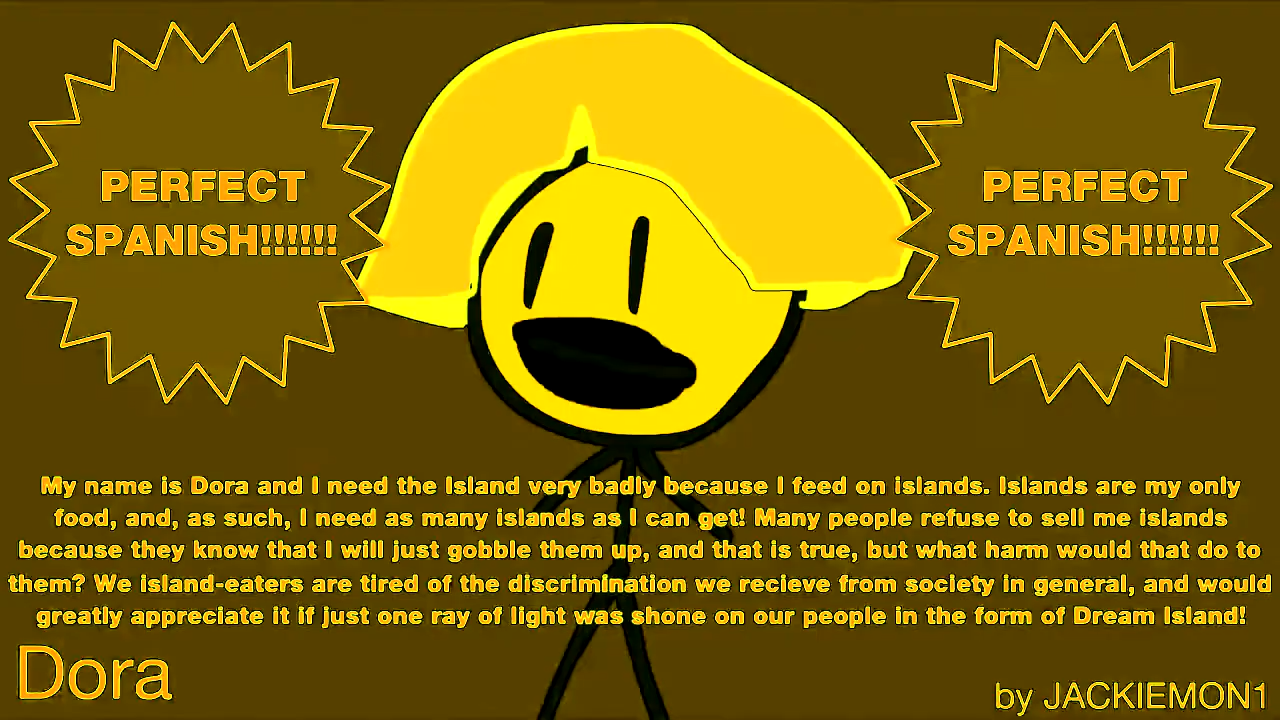 PERFECT
SPANISH!!!!!!
PERFECT
SPANISH!!!!!!
My name is Dora and I need the Island very badly because I feed on islands. Islands are my only
food, and, as such, I need as many islands as I can get! Many people refuse to sell me islands
because they know that I will just gobble them up, and that is true, but what harm would that do to
them? We island-eaters are tired of the discrimination we recieve from society in general, and would
greatly appreciate it if just one ray of light was shone on our people in the form of Dream Island!
Dora
by JACKIEMON1